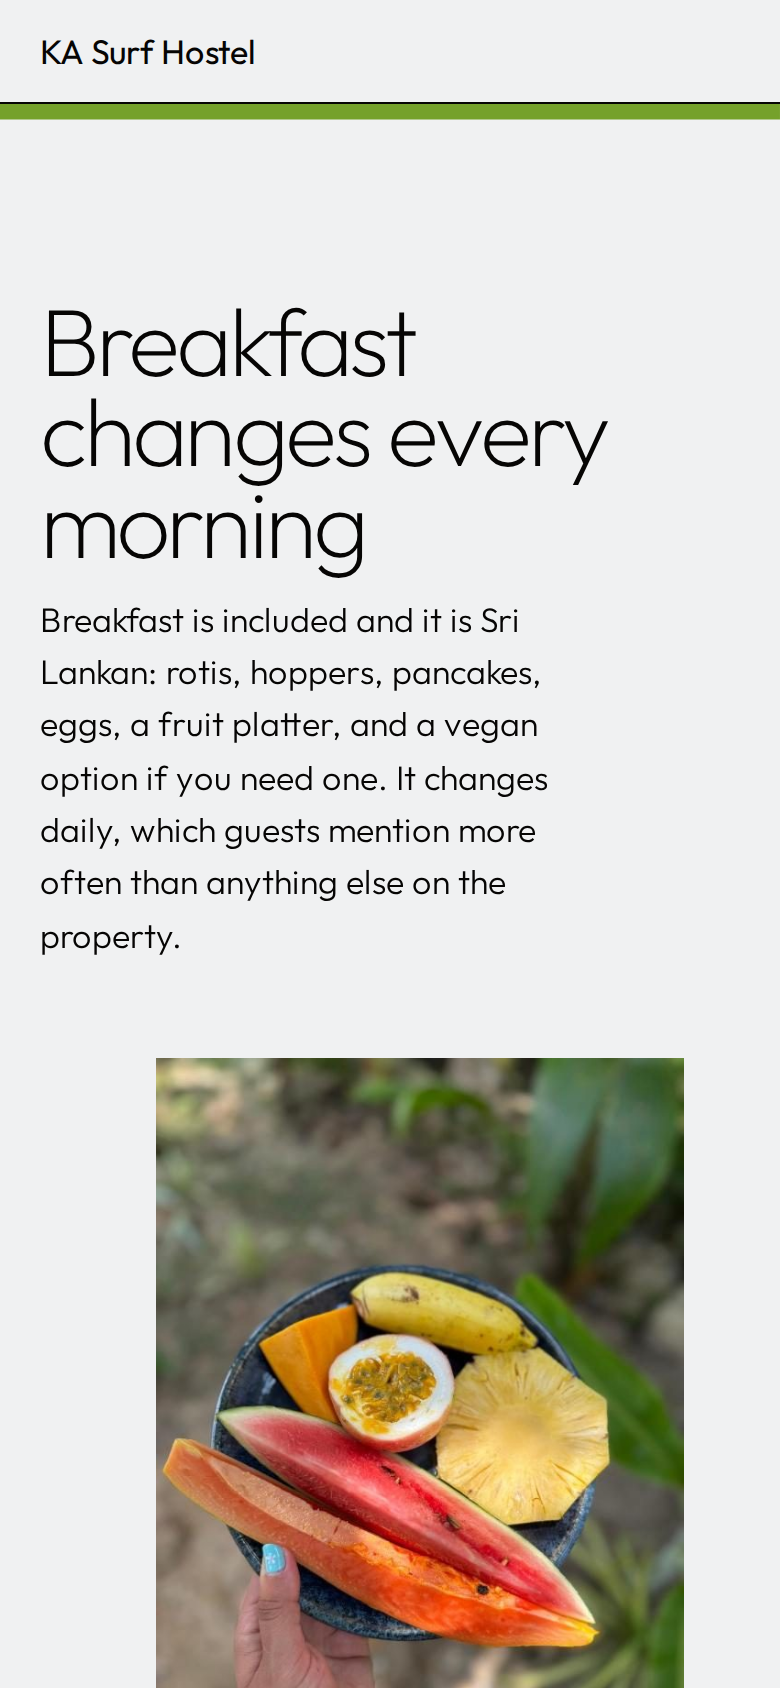 KA Surf Hostel
Breakfast
changes every
morning
Breakfast is included and it is Sri
Lankan: rotis, hoppers, pancakes,
eggs, a fruit platter, and a vegan
option if you need one. It changes
daily, which guests mention more
often than anything else on the
property.